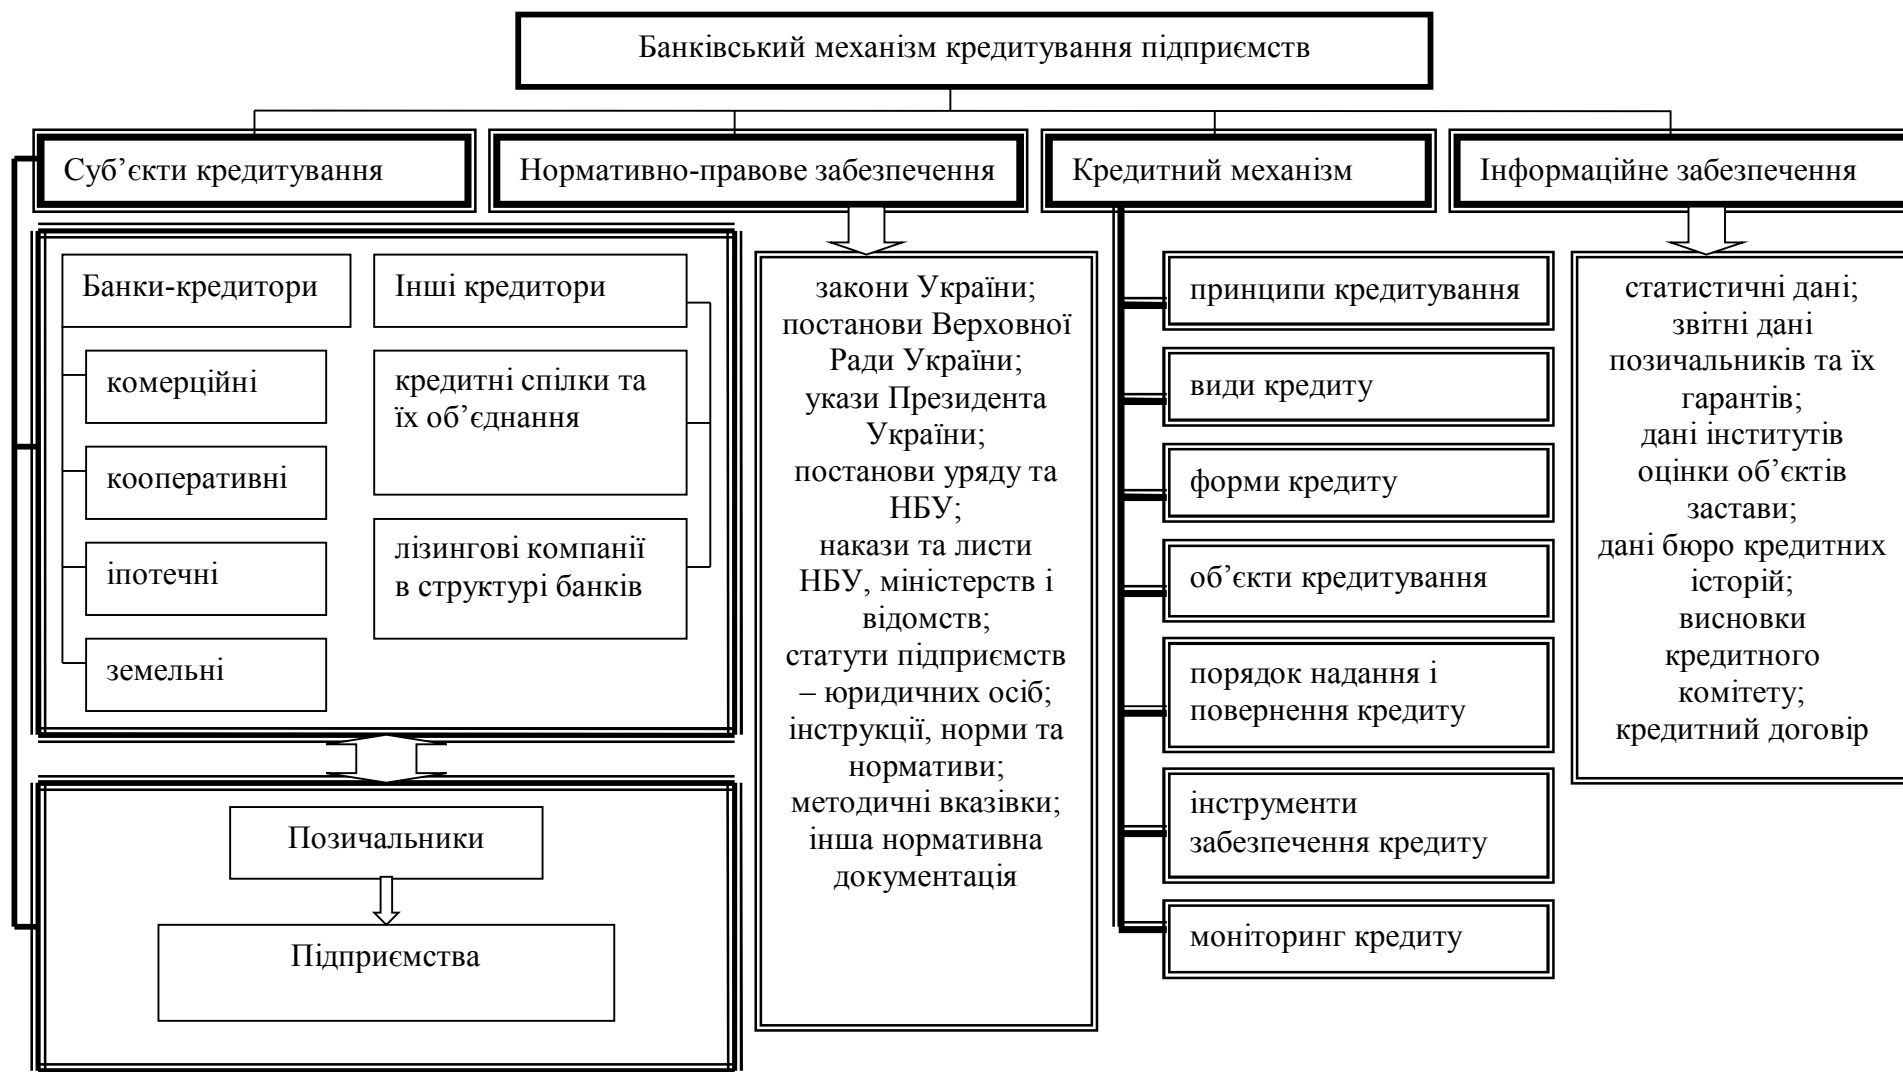 Банківський механізм кредитування підприємств
Суб’єкти кредитування
Нормативно-правове забезпечення
Кредитний механізм
Інформаційне забезпечення
Банки-кредитори
комерційні
кооперативні
іпотечні
земельні
Інші кредитори
кредитні спілки та
їх об’єднання
лізингові компанії
в структурі банків
Позичальники
Підприємства
закони України;
постанови Верховної
Ради України;
укази Президента
України;
постанови уряду та
НБУ;
накази та листи
НБУ, міністерств і
відомств;
статути підприємств
– юридичних осіб;
інструкції, норми та
нормативи;
методичні вказівки;
інша нормативна
документація
принципи кредитування
види кредиту
форми кредиту
об’єкти кредитування
порядок надання і
повернення кредиту
інструменти
забезпечення кредиту
моніторинг кредиту
статистичні дані;
звітні дані
позичальників та їх
гарантів;
дані інститутів
оцінки об’єктів
застави;
дані бюро кредитних
історій;
висновки
кредитного
комітету;
кредитний договір